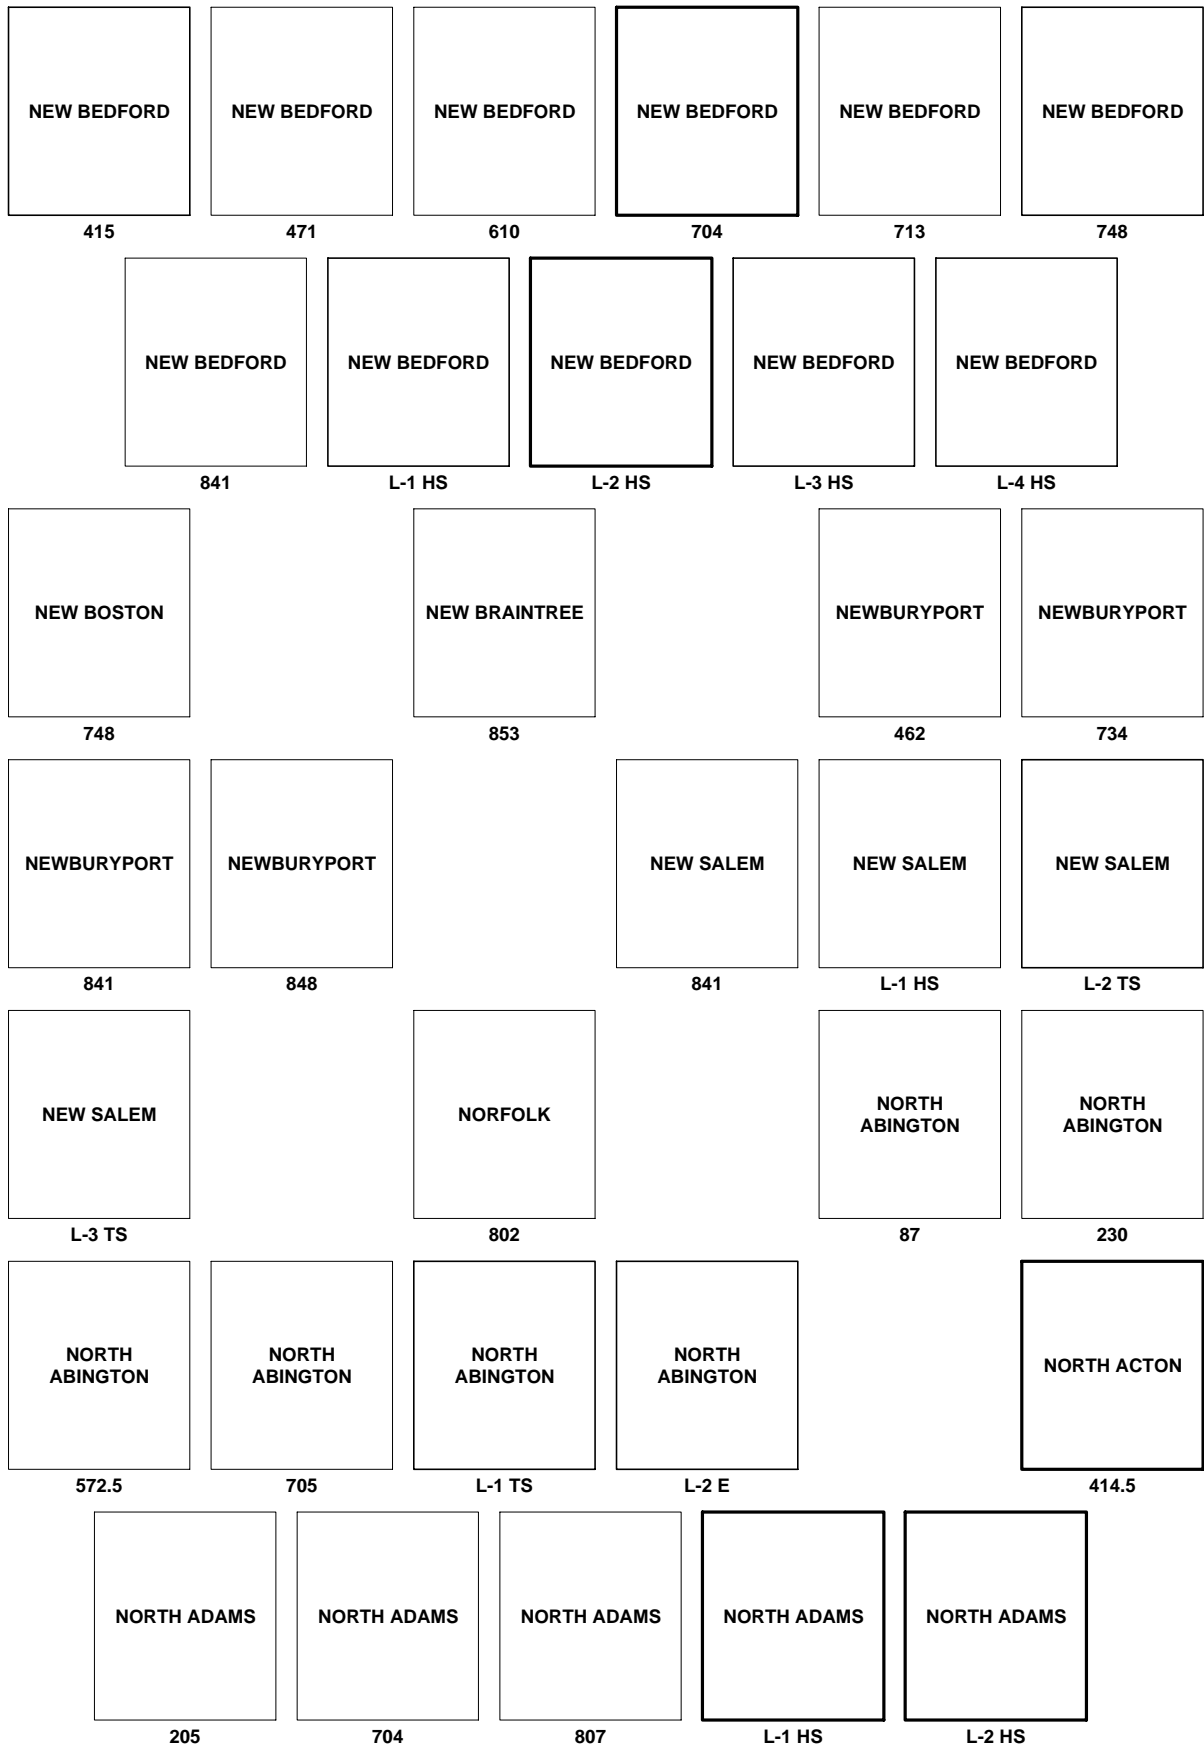 NEW BEDFORD NEW BEDFORD NEW BEDFORD NEW BEDFORD NEW BEDFORD NEW BEDFORD
415 471 610 704 713 748
NEW BEDFORD NEW BEDFORD NEW BEDFORD NEW BEDFORD NEW BEDFORD
841 L-1 HS L-2 HS L-3 HS L-4 HS
NEW BOSTON NEW BRAINTREE NEWBURYPORT NEWBURYPORT
748 853 462 734
NEWBURYPORT NEWBURYPORT NEW SALEM NEW SALEM NEW SALEM
841 848 841 L-1 HS L-2 TS
NEW SALEM NORFOLK NORTH ABINGTON NORTH ABINGTON
L-3 TS 802 87 230
NORTH ABINGTON NORTH ABINGTON NORTH ABINGTON NORTH ABINGTON NORTH ACTON
572.5 705 L-1 TS L-2 E 414.5
NORTH ADAMS NORTH ADAMS NORTH ADAMS NORTH ADAMS NORTH ADAMS
205 704 807 L-1 HS L-2 HS